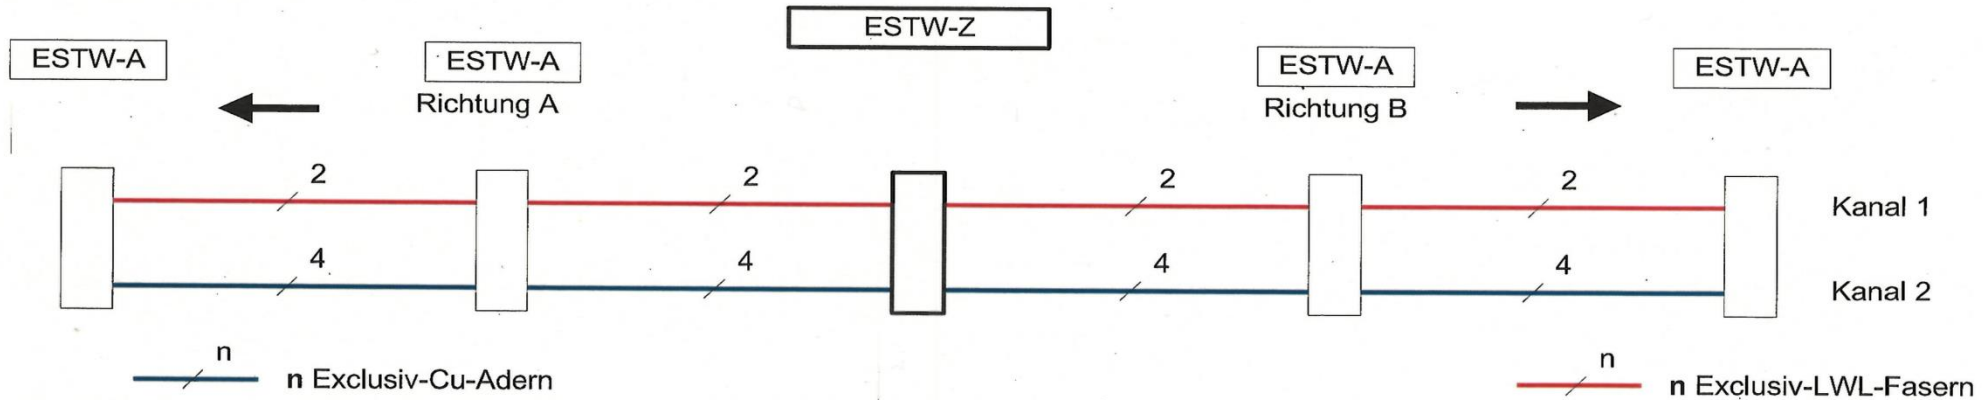 ESTW-Z
ESTW-A
ESTW-A
ESTW-A
ESTW-A
Richtung A
Richtung B
2
2
2
2
Kanal 1
4
4
4
4
Kanal 2
n
n Exclusiv-Cu-Adern
n
n Exclusiv-LWL-Fasern